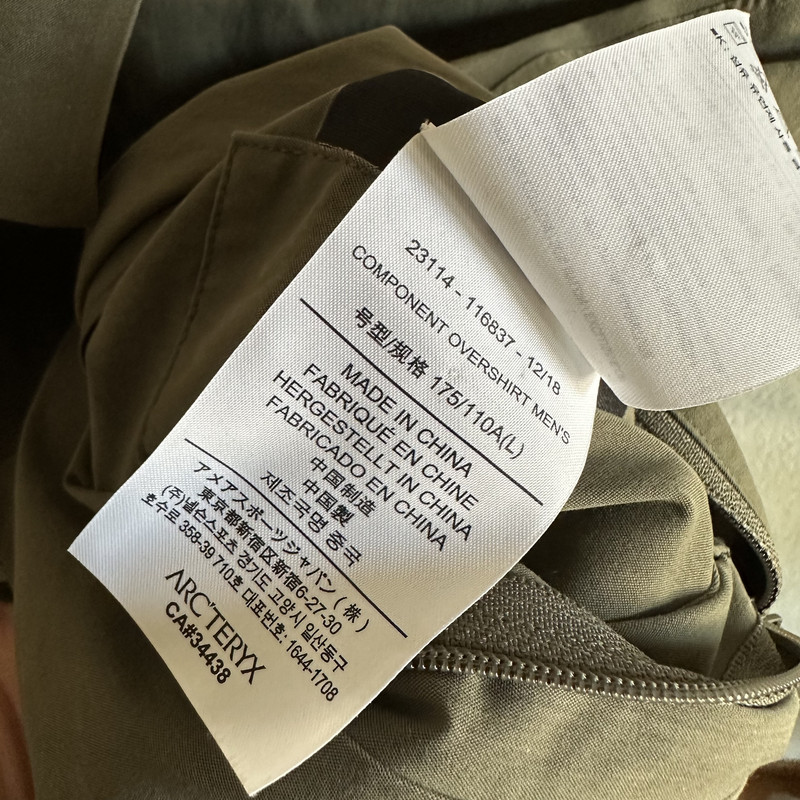 23114 - 116837 - 12/18
COMPONENT OVERSHIRT MEN'S
号型/规格 175/110A(L)
MADE IN CHINA
FABRIQUÉ EN CHINE
HERGESTELLT IN CHINA
FABRICADO EN CHINA
中国制造
中国製
제조국명 중국
アメアスポーツジャパン(株)
東京都新宿区新宿6-27-30
(주)넬슨스포츠 경기도 고양시 일산동구
호수로 358-39 710호 대표번호: 1644-1708
ARC'TERYX
CA#34438